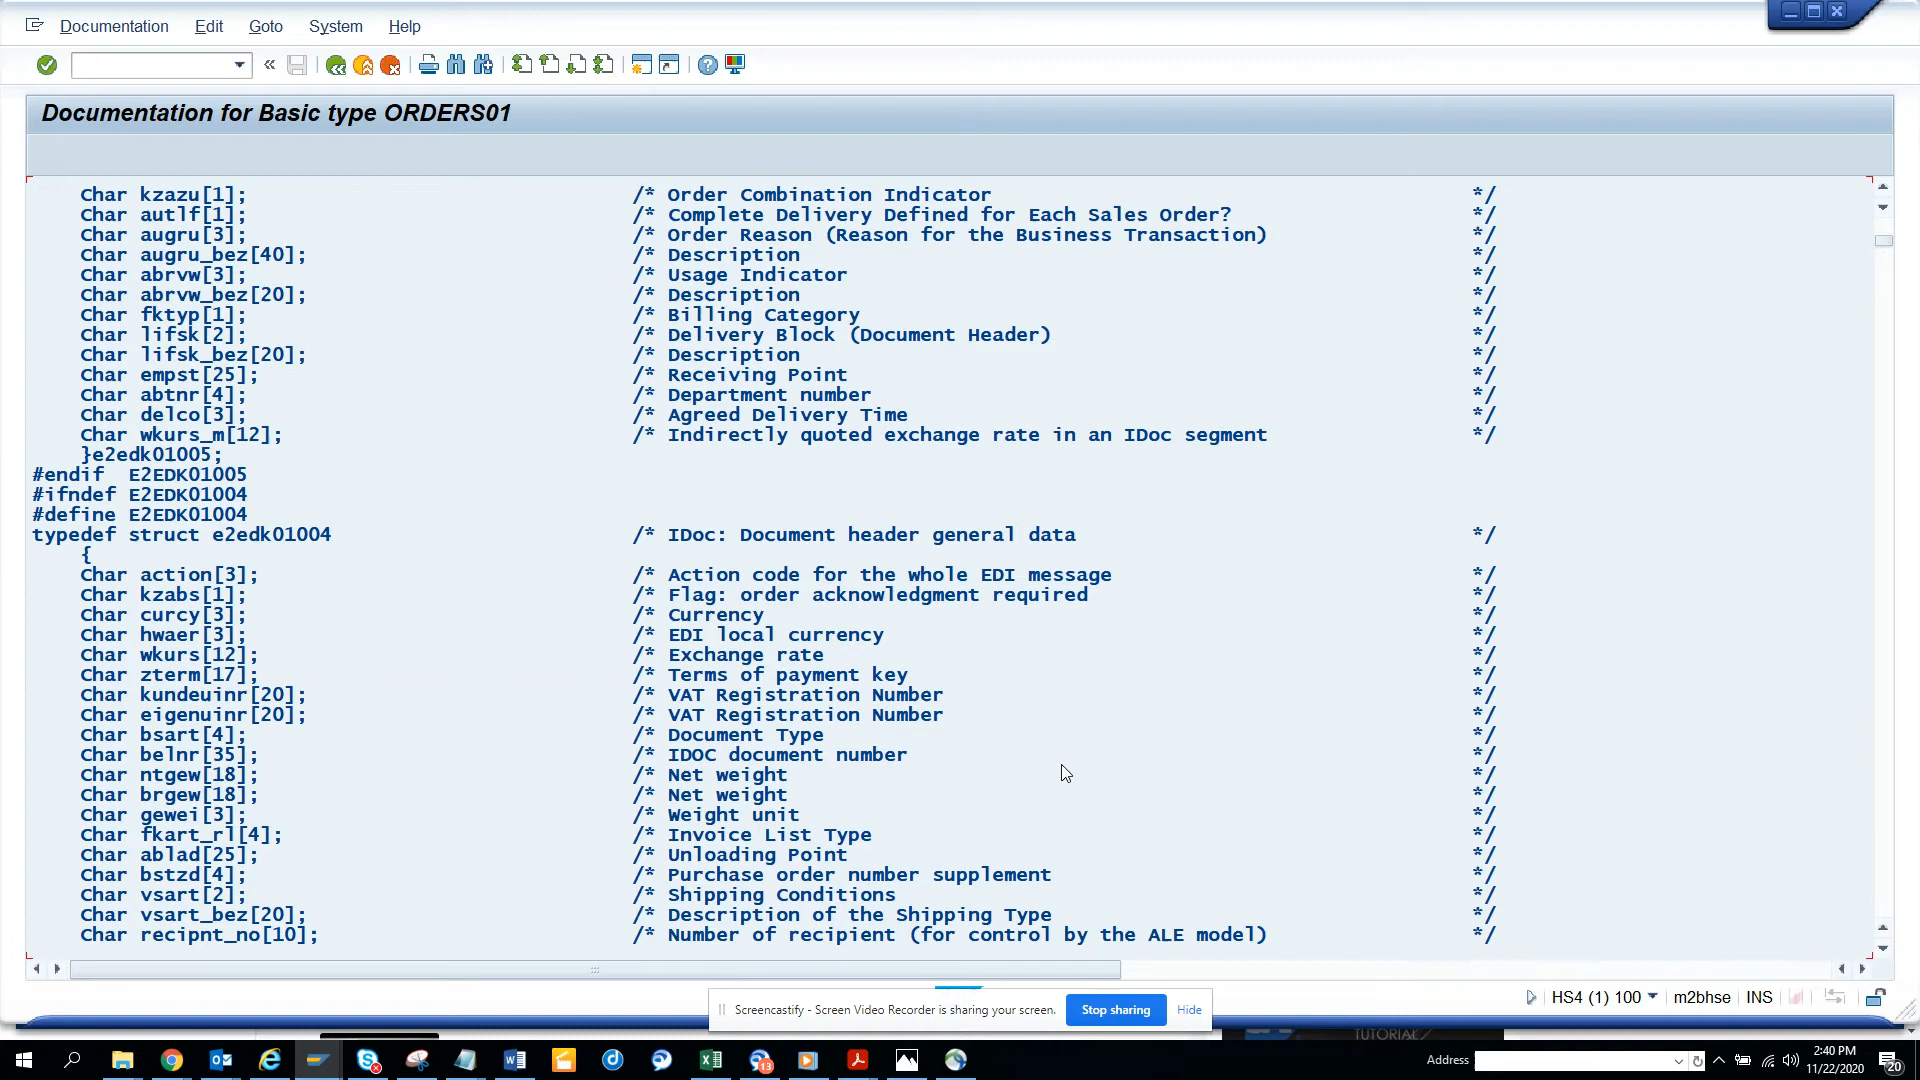 Documentation Edit Goto System Help
«
Documentation for Basic type ORDERS01
Char kzazu[1]; /* Order Combination Indicator */
Char autlf[1]; /* Complete Delivery Defined for Each Sales Order? */
Char augru[3]; /* Order Reason (Reason for the Business Transaction) */
Char augru_bez[40]; /* Description */
Char abrvw[3]; /* Usage Indicator */
Char abrvw_bez[20]; /* Description */
Char fktyp[1]; /* Billing Category */
Char lifsk[2]; /* Delivery Block (Document Header) */
Char lifsk_bez[20]; /* Description */
Char empst[25]; /* Receiving Point */
Char abtnr[4]; /* Department number */
Char delco[3]; /* Agreed Delivery Time */
Char wkurs_m[12]; /* Indirectly quoted exchange rate in an IDoc segment */
}e2edk01005;
#endif E2EDK01005
#ifndef E2EDK01004
#define E2EDK01004
typedef struct e2edk01004 /* IDoc: Document header general data */
{
Char action[3]; /* Action code for the whole EDI message */
Char kzabs[1]; /* Flag: order acknowledgment required */
Char curcy[3]; /* Currency */
Char hwaer[3]; /* EDI local currency */
Char wkurs[12]; /* Exchange rate */
Char zterm[17]; /* Terms of payment key */
Char kundeuinr[20]; /* VAT Registration Number */
Char eigenuinr[20]; /* VAT Registration Number */
Char bsart[4]; /* Document Type */
Char belnr[35]; /* IDOC document number */
Char ntgew[18]; /* Net weight */
Char brgew[18]; /* Net weight */
Char gewei[3]; /* Weight unit */
Char fkart_rl[4]; /* Invoice List Type */
Char ablad[25]; /* Unloading Point */
Char bstzd[4]; /* Purchase order number supplement */
Char vsart[2]; /* Shipping Conditions */
Char vsart_bez[20]; /* Description of the Shipping Type */
Char recipnt_no[10]; /* Number of recipient (for control by the ALE model) */
HS4 (1) 100 m2bhse INS
Screencastify - Screen Video Recorder is sharing your screen. Stop sharing Hide
TUTORIAL
Address
2:40 PM
11/22/2020
13
20